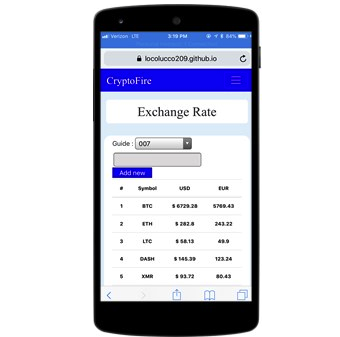 Verizon LTE 3:19 PM 84%
locolucco209.github.io
CryptoFire
Exchange Rate
Guide : 007
Add new
# Symbol USD EUR
1 BTC $ 6729.28 5769.43
2 ETH $ 282.8 243.22
3 LTC $ 58.13 49.9
4 DASH $ 145.39 123.24
5 XMR $ 93.72 80.43